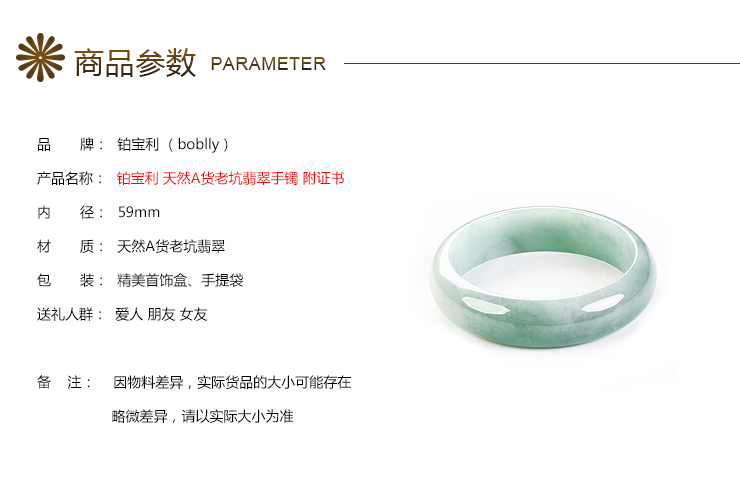 商品参数 PARAMETER
品 牌： 铂宝利（boblly）
产品名称： 铂宝利 天然A货老坑翡翠手镯 附证书
内 径： 59mm
材 质： 天然A货老坑翡翠
包 装： 精美首饰盒、手提袋
送礼人群： 爱人 朋友 女友
备 注： 因物料差异，实际货品的大小可能存在
略微差异，请以实际大小为准